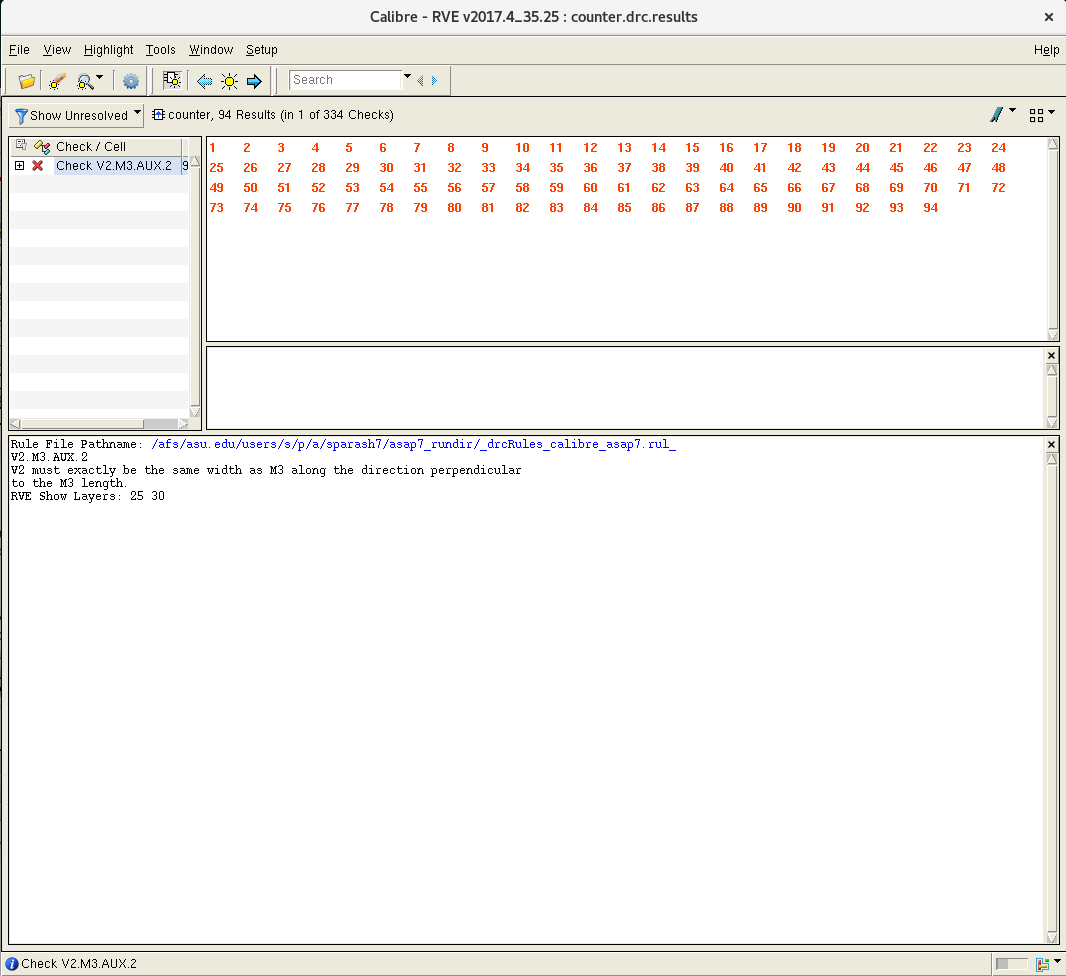 Calibre - RVE v2017.4_35.25 : counter.drc.results
File View Highlight Tools Window Setup Help
Search
Show Unresolved counter, 94 Results (in 1 of 334 Checks)
Check / Cell
Check V2.M3.AUX.2 9
1 2 3 4 5 6 7 8 9 10 11 12 13 14 15 16 17 18 19 20 21 22 23 24
25 26 27 28 29 30 31 32 33 34 35 36 37 38 39 40 41 42 43 44 45 46 47 48
49 50 51 52 53 54 55 56 57 58 59 60 61 62 63 64 65 66 67 68 69 70 71 72
73 74 75 76 77 78 79 80 81 82 83 84 85 86 87 88 89 90 91 92 93 94
Rule File Pathname: /afs/asu.edu/users/s/p/a/sparash7/asap7_rundir/_drcRules_calibre_asap7.rul_
V2.M3.AUX.2
V2 must exactly be the same width as M3 along the direction perpendicular
to the M3 length.
RVE Show Layers: 25 30
Check V2.M3.AUX.2